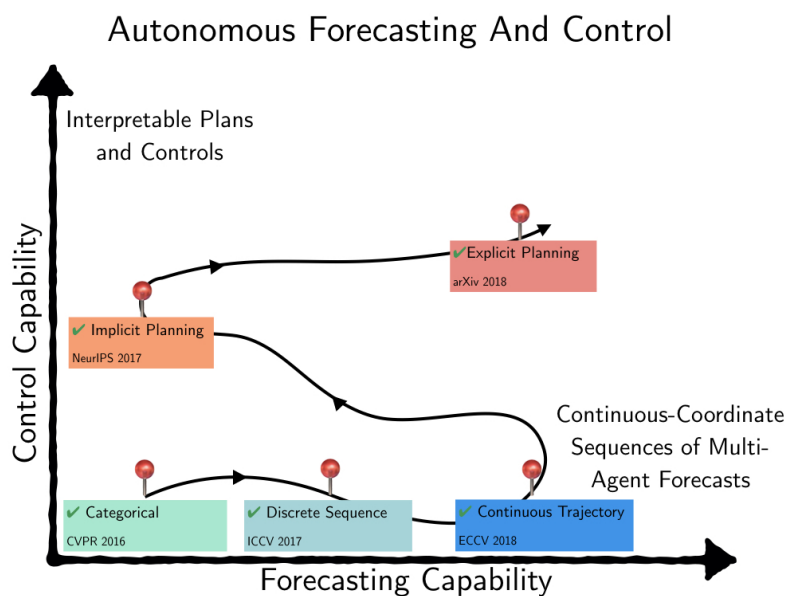 Autonomous Forecasting And Control
Interpretable Plans
and Controls
Control Capability
✔Explicit Planning
arXiv 2018
✔ Implicit Planning
NeurIPS 2017
Continuous-Coordinate
Sequences of Multi-
Agent Forecasts
✔ Categorical
CVPR 2016
✔ Discrete Sequence
ICCV 2017
✔ Continuous Trajectory
ECCV 2018
Forecasting Capability